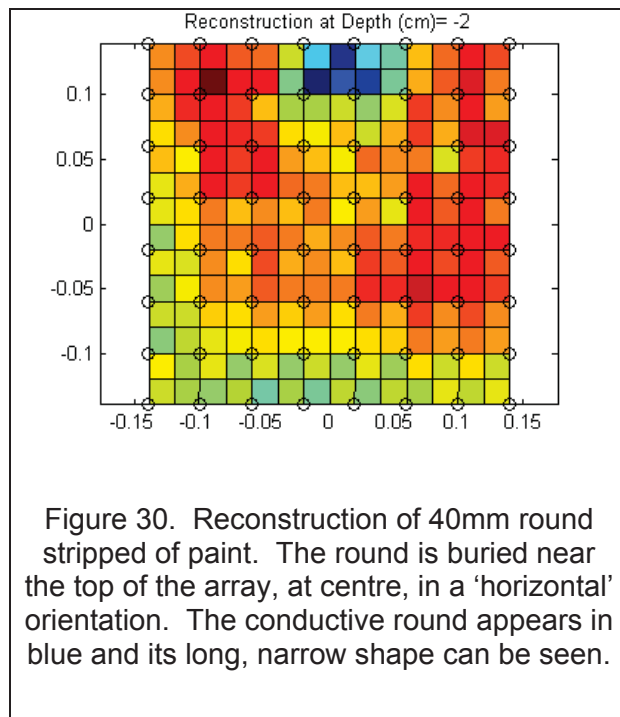 Reconstruction at Depth (cm)= -2
0.1
0.05
0
-0.05
-0.1
-0.15 -0.1 -0.05 0 0.05 0.1 0.15
Figure 30. Reconstruction of 40mm round
stripped of paint. The round is buried near
the top of the array, at centre, in a ‘horizontal’
orientation. The conductive round appears in
blue and its long, narrow shape can be seen.